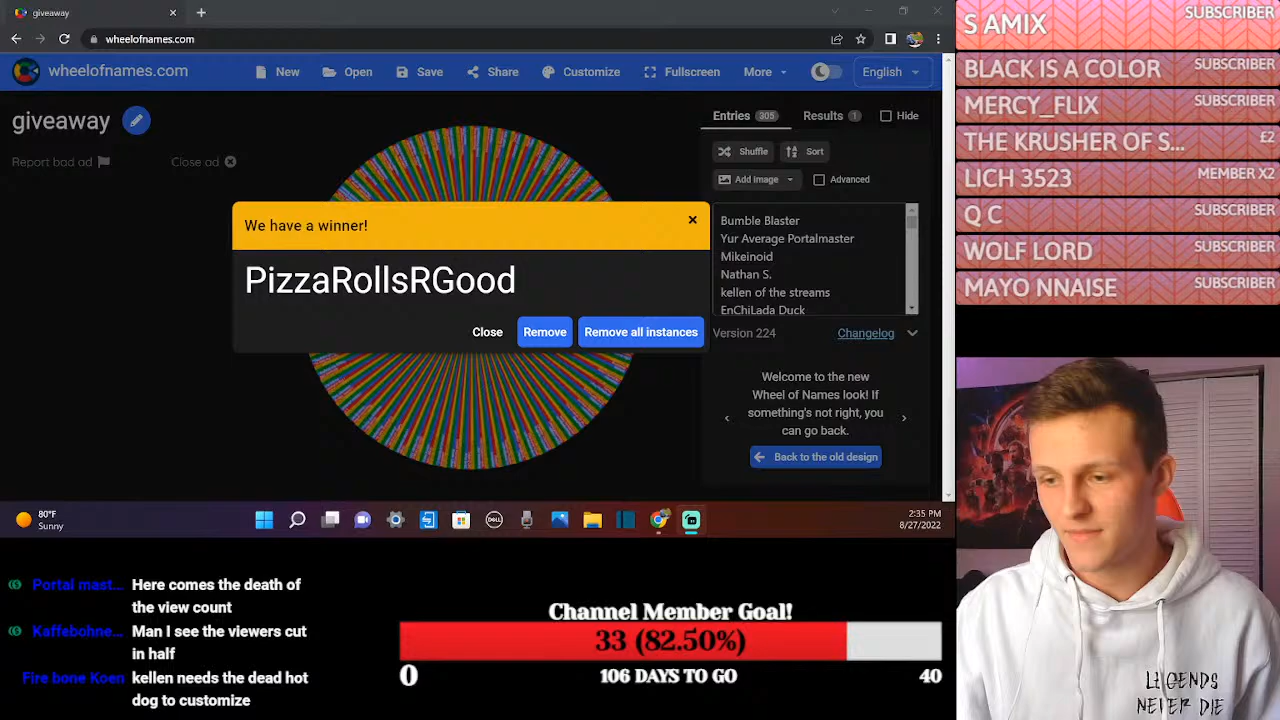 giveaway
wheelofnames.com
wheelofnames.com
New
Open
Save
Share
Customize
Fullscreen
More
English
giveaway
Report bad ad
Close ad
Entries 305
Results 1
Hide
Shuffle
Sort
Add image
Advanced
Bumble Blaster
Yur Average Portalmaster
Mikeinoid
Nathan S.
kellen of the streams
EnChiLada Duck
We have a winner!
PizzaRollsRGood
Close
Remove
Remove all instances
Version 224
Changelog
Welcome to the new
Wheel of Names look! If
something's not right, you
can go back.
Back to the old design
80°F
Sunny
DELL
2:35 PM
8/27/2022
S AMIX SUBSCRIBER
BLACK IS A COLOR SUBSCRIBER
MERCY_FLIX SUBSCRIBER
THE KRUSHER OF S... £2
LICH 3523 MEMBER X2
Q C SUBSCRIBER
WOLF LORD SUBSCRIBER
MAYO NNAISE SUBSCRIBER
Portal mast... Here comes the death of
the view count
Kaffebohne... Man I see the viewers cut
in half
Fire bone Koen kellen needs the dead hot
dog to customize
Channel Member Goal!
33 (82.50%)
0 106 DAYS TO GO 40
LEGENDS
NEVER DIE